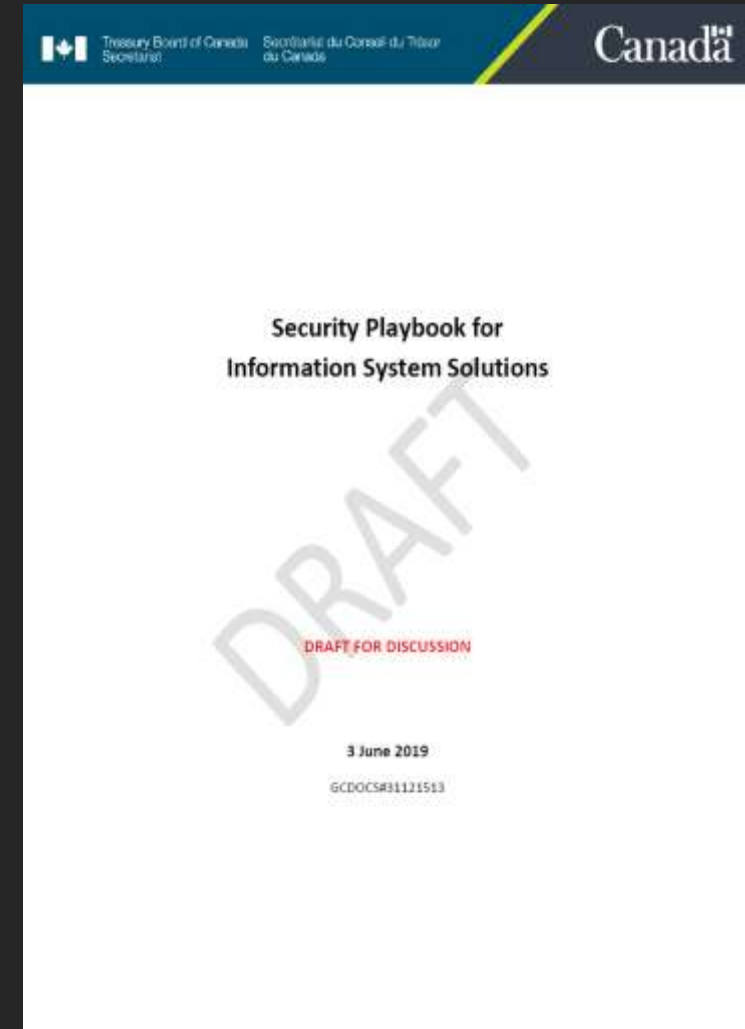 Treasury Board of Canada
Secretariat
Secrétariat du Conseil du Trésor
du Canada
Canada
Security Playbook for
Information System Solutions
DRAFT
DRAFT FOR DISCUSSION
3 June 2019
GCDOCS#31121513